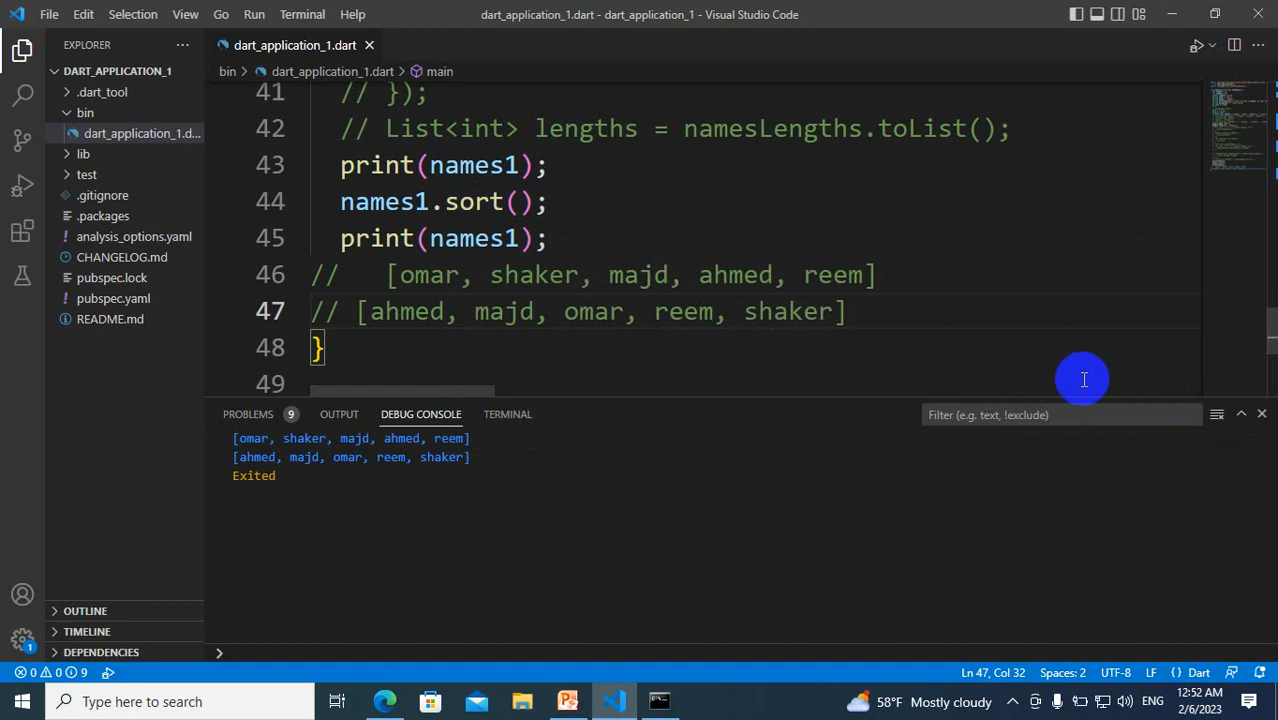 File Edit Selection View Go Run Terminal Help dart_application_1.dart - dart_application_1 - Visual Studio Code
EXPLORER
DART_APPLICATION_1
.dart_tool
bin
dart_application_1.d...
lib
test
.gitignore
.packages
analysis_options.yaml
CHANGELOG.md
pubspec.lock
pubspec.yaml
README.md
OUTLINE
TIMELINE
DEPENDENCIES
dart_application_1.dart
bin > dart_application_1.dart > main
41 // });
42 // List<int> lengths = namesLengths.toList();
43 print(names1);
44 names1.sort();
45 print(names1);
46 //   [omar, shaker, majd, ahmed, reem]
47 // [ahmed, majd, omar, reem, shaker]
48 }
49
PROBLEMS 9 OUTPUT DEBUG CONSOLE TERMINAL Filter (e.g. text, !exclude)
[omar, shaker, majd, ahmed, reem]
[ahmed, majd, omar, reem, shaker]
Exited
1
0 0 9 Ln 47, Col 32 Spaces: 2 UTF-8 LF {} Dart
Type here to search 58°F Mostly cloudy ENG 12:52 AM
2/6/2023